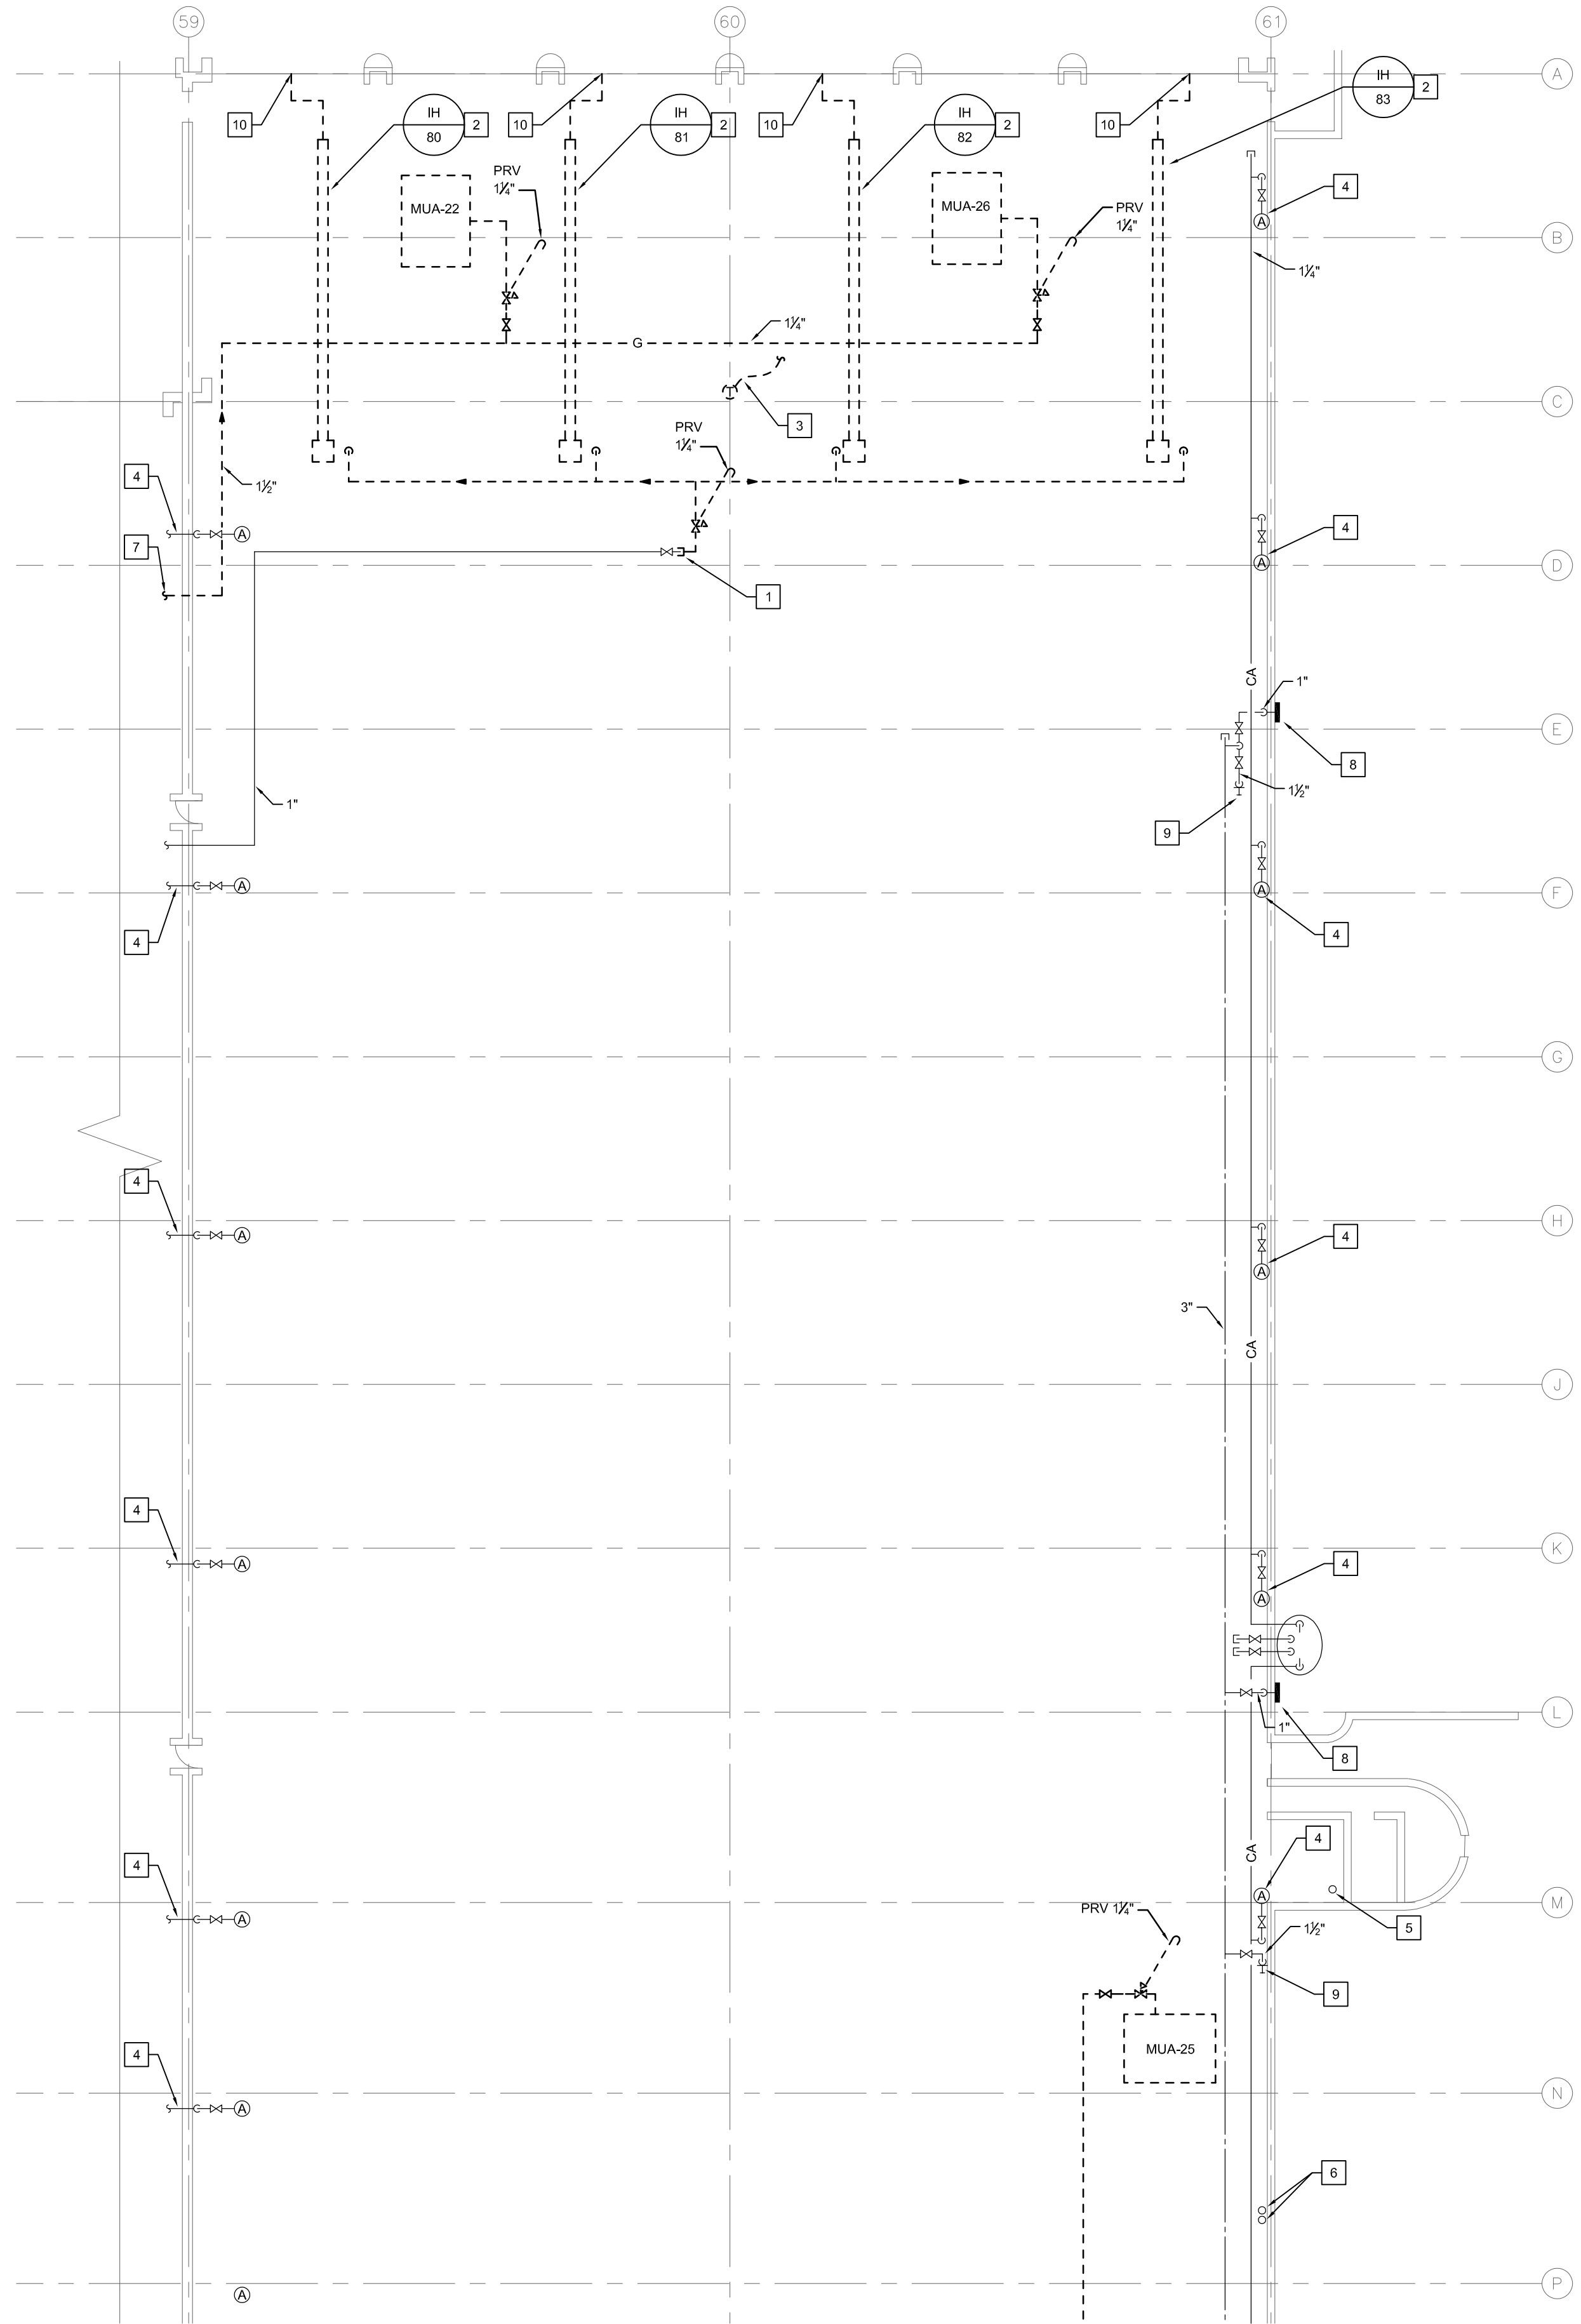 59 60 61
A
IH
83
2
10
IH
80
2
10
IH
81
2
10
IH
82
2
10
4
PRV
1¼"
MUA-22
MUA-26
PRV
1¼"
A
B
1¼"
1¼"
G
C
3
PRV
1¼"
4
1½"
A
4
7
A
D
1
CA
1"
E
8
1"
1½"
9
A
A
F
4
4
G
4
H
A
4
A
3"
CA
J
4
K
A
4
A
L
1"
8
4
CA
4
A
M
PRV 1¼"
5
A
1½"
9
4
MUA-25
N
A
6
P
A